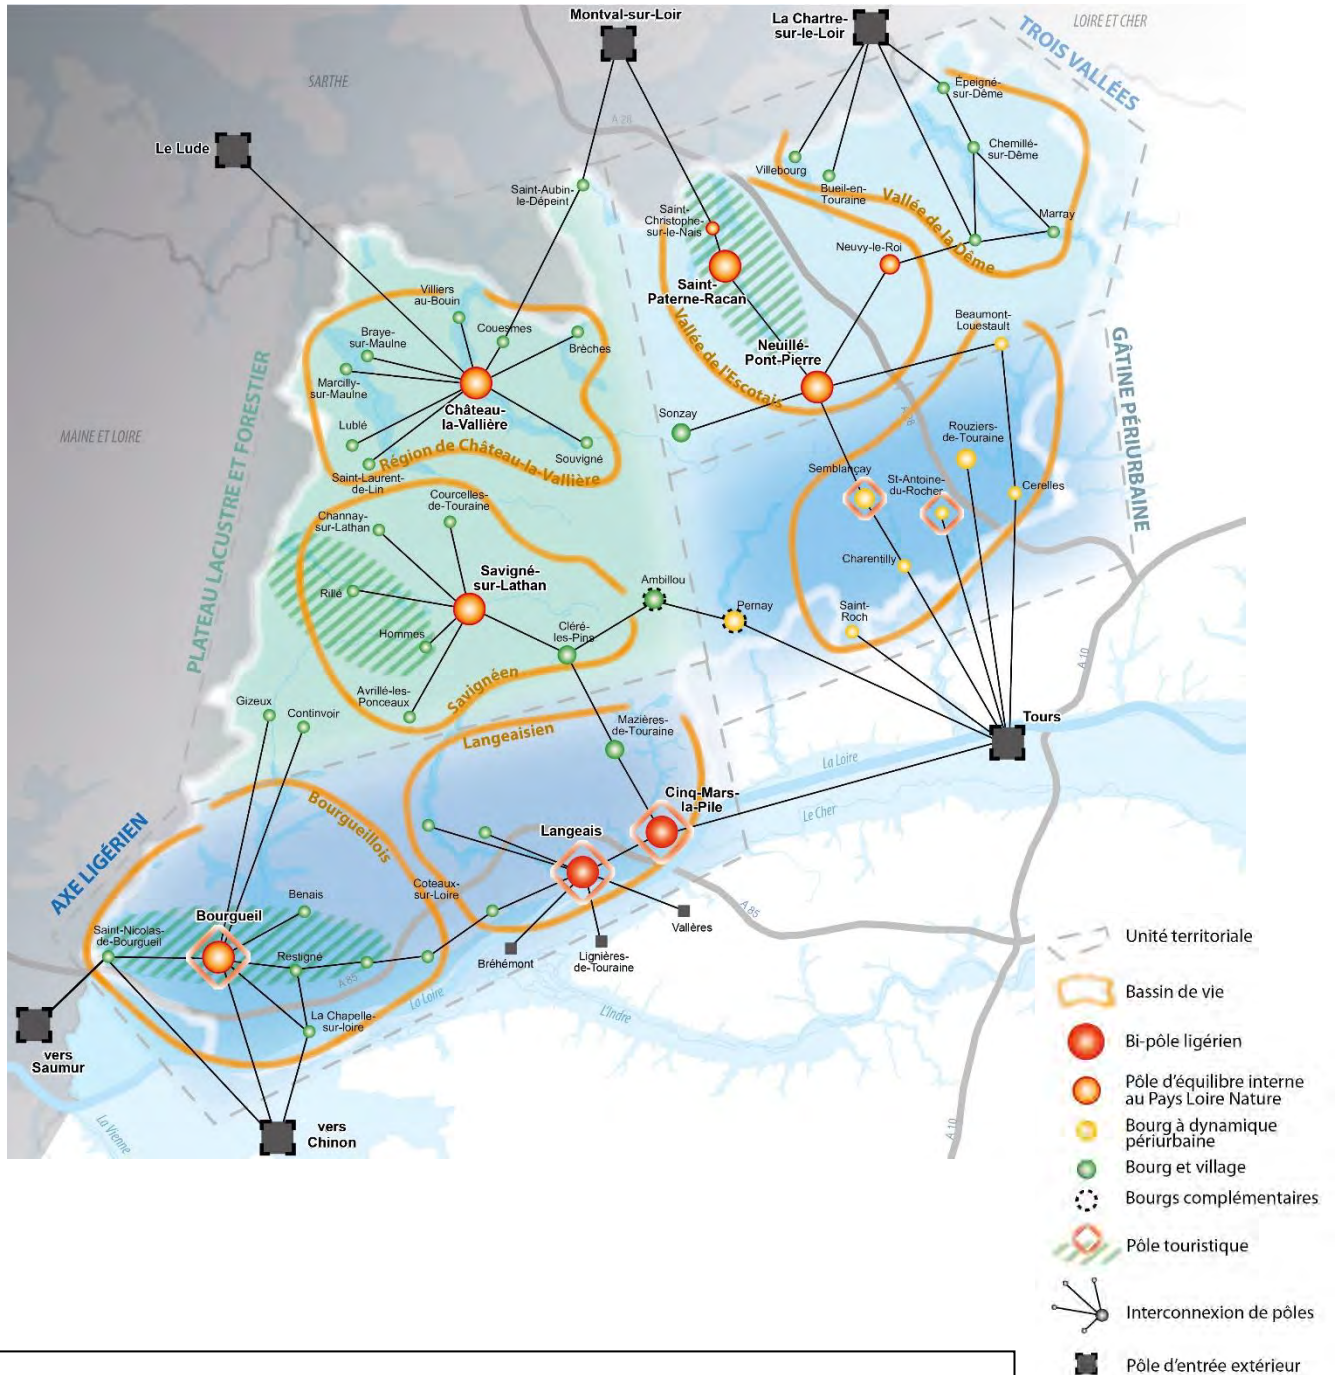 Montval-sur-Loir
La Chartre-
sur-le-Loir
LOIRE ET CHER
TROIS VALLÉES
SARTHE
Épeigné-
sur-Dême
A 28
Le Lude
Chemillé-
sur-Dême
Villebourg
Bueil-en-
Touraine
Saint-Aubin-
le-Dépeint
Vallée de la Dême
Marray
Saint-
Christophe-
sur-le-Nais
Neuvy-le-Roi
Saint-
Paterne-Racan
Villiers
au-Bouin
Couesmes
Brèches
Braye-
sur-Maulne
Marcilly-
sur-Maulne
Vallée de l'Escotais
Neuillé-
Pont-Pierre
Beaumont-
Louestault
GÂTINE PÉRIURBAINE
PLATEAU LACUSTRE ET FORESTIER
MAINE ET LOIRE
Château-
la-Vallière
Sonzay
A 28
Lublé
Souvigné
Rouziers-
de-Touraine
Région de Château-la-Vallière
Saint-Laurent-
de-Lin
Semblançay
St-Antoine-
du-Rocher
Cerelles
Courcelles-
de-Touraine
Channay-
sur-Lathan
Charentilly
Savigné-
sur-Lathan
Ambillou
Pernay
Saint-
Roch
Rillé
Hommes
Cléré-
les-Pins
A 10
Avrillé-les-
Ponceaux
Savignéen
Gizeux
Continvoir
Langeaisien
Mazières-
de-Touraine
Tours
La Loire
Le Cher
Cinq-Mars-
la-Pile
Bourgueillois
AXE LIGÉRIEN
Langeais
Coteaux-
sur-Loire
Benais
Bourgueil
Saint-Nicolas-
de-Bourgueil
Restigné
Vallères
A 85
Bréhémont
Lignières-
de-Touraine
A 85
La Loire
L'Indre
La Chapelle-
sur-loire
vers
Saumur
vers
Chinon
La Vienne
A 10
Unité territoriale
Bassin de vie
Bi-pôle ligérien
Pôle d'équilibre interne
au Pays Loire Nature
Bourg à dynamique
périurbaine
Bourg et village
Bourgs complémentaires
Pôle touristique
Interconnexion de pôles
Pôle d'entrée extérieur